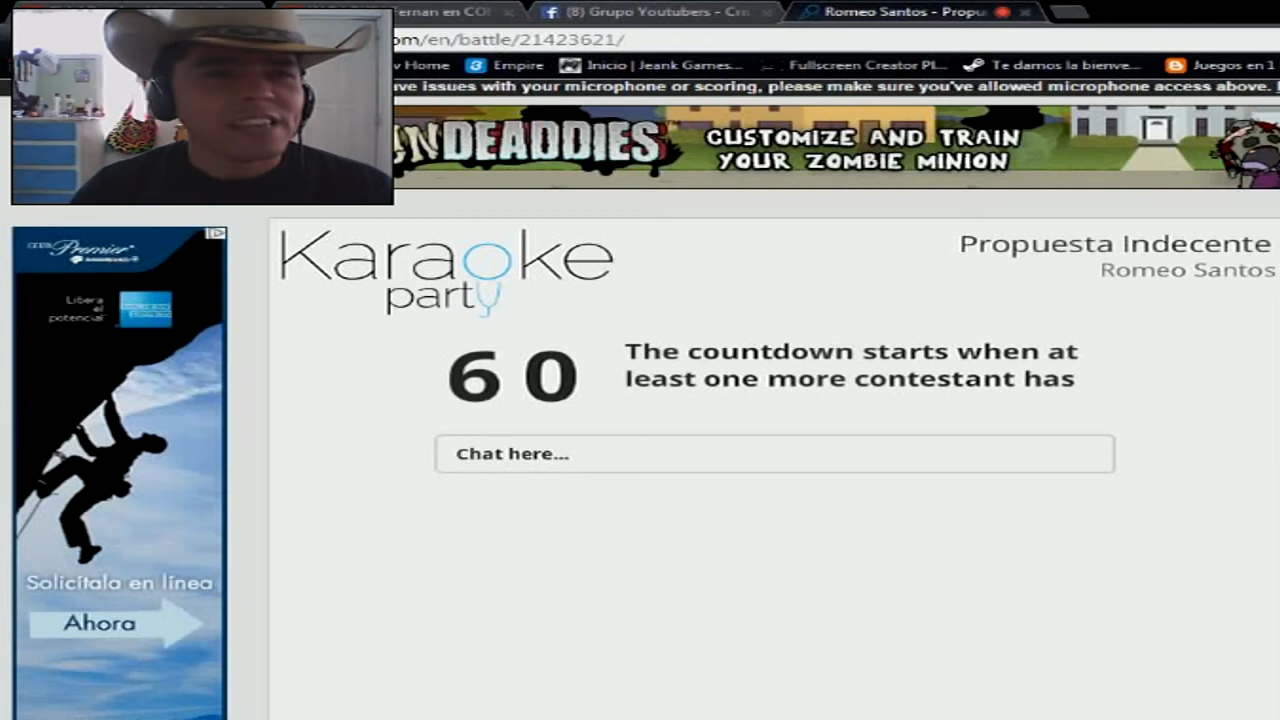 Fernan en CO
(8) Grupo Youtubers - Cr
Romeo Santos - Propu
om/en/battle/21423621/
v Home
Empire
Inicio | Jeank Games...
Fullscreen Creator Pl...
Te damos la bienve...
Juegos en 1
ve issues with your microphone or scoring, please make sure you've allowed microphone access above.
NDEADDIES
CUSTOMIZE AND TRAIN
YOUR ZOMBIE MINION
Premier
Libera
el
potencial
Karaoke
party
Propuesta Indecente
Romeo Santos
60
The countdown starts when at
least one more contestant has
Chat here...
Solicítala en línea
Ahora